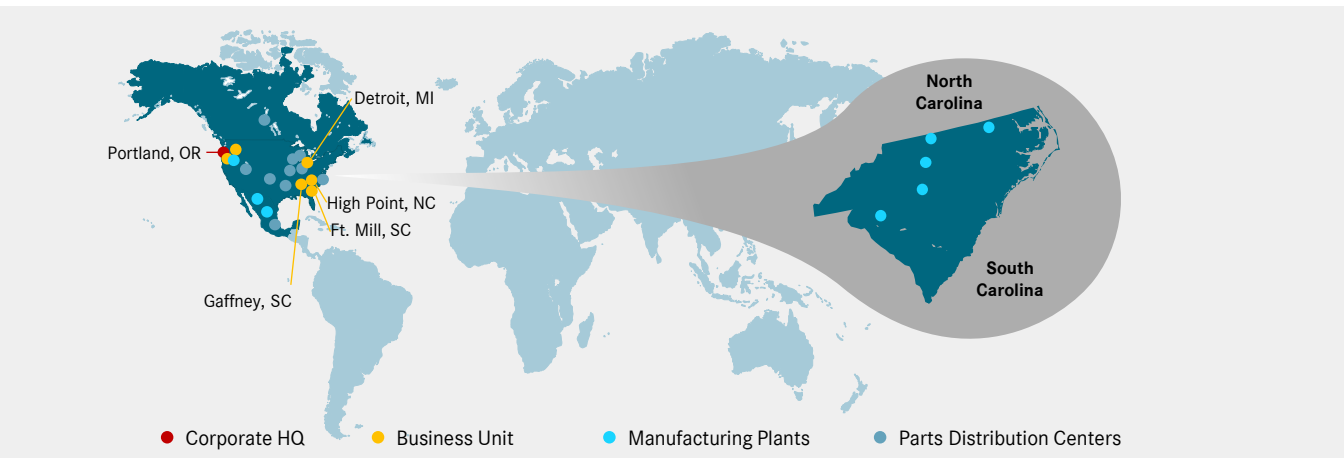 North
Carolina
Detroit, MI
Portland, OR
High Point, NC
Ft. Mill, SC
South
Carolina
Gaffney, SC
Corporate HQ
Business Unit
Manufacturing Plants
Parts Distribution Centers